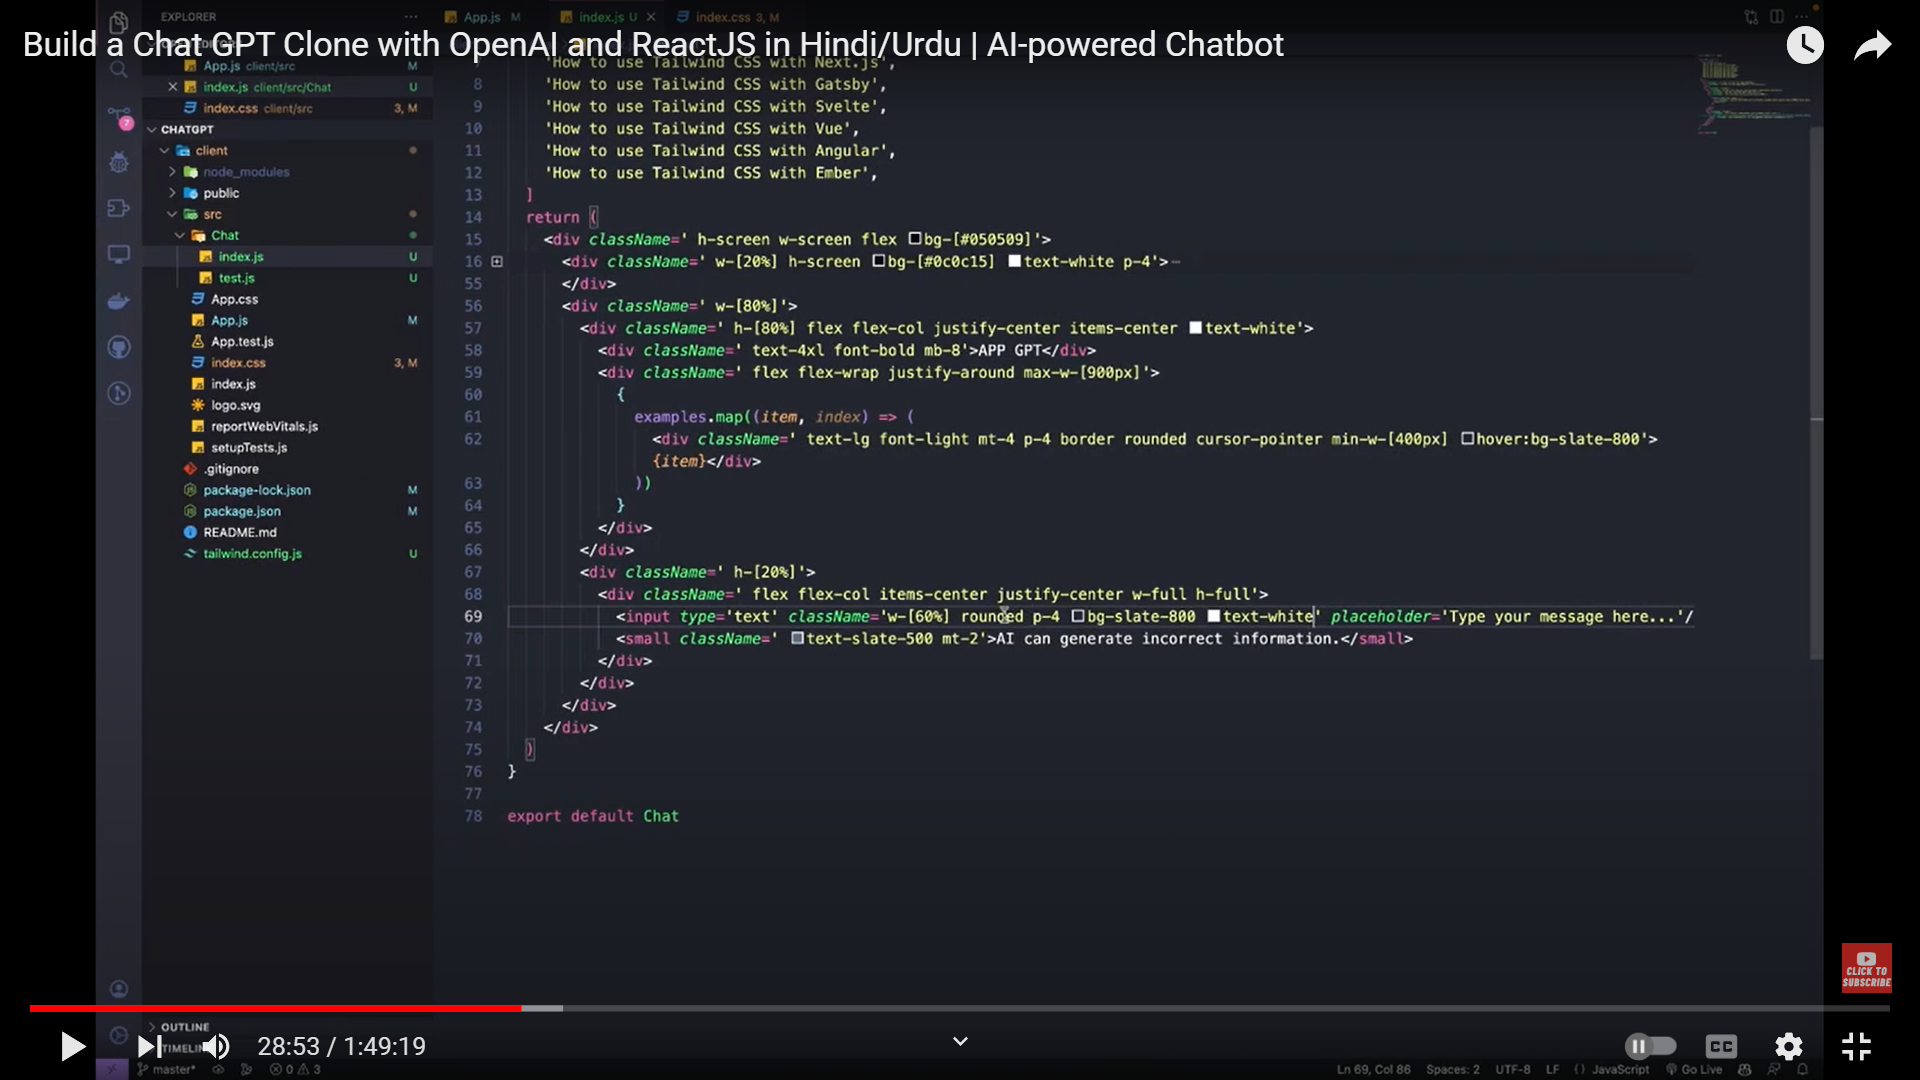 Build a Chat GPT Clone with OpenAI and ReactJS in Hindi/Urdu | AI-powered Chatbot
EXPLORER
App.js M
index.js U
index.css 3, M
App.js client/src M
index.js client/src/Chat U
index.css client/src 3, M
CHATGPT
client
node_modules
public
src
Chat
index.js U
test.js U
App.css
App.js M
App.test.js
index.css 3, M
index.js
logo.svg
reportWebVitals.js
setupTests.js
.gitignore
package-lock.json M
package.json M
README.md
tailwind.config.js U
'How to use Tailwind CSS with Next.js',
8 'How to use Tailwind CSS with Gatsby',
9 'How to use Tailwind CSS with Svelte',
10 'How to use Tailwind CSS with Vue',
11 'How to use Tailwind CSS with Angular',
12 'How to use Tailwind CSS with Ember',
13 ]
14 return (
15 <div className=' h-screen w-screen flex bg-[#050509]'>
16 <div className=' w-[20%] h-screen bg-[#0c0c15] text-white p-4'>
55 </div>
56 <div className=' w-[80%]'>
57 <div className=' h-[80%] flex flex-col justify-center items-center text-white'>
58 <div className=' text-4xl font-bold mb-8'>APP GPT</div>
59 <div className=' flex flex-wrap justify-around max-w-[900px]'>
60 {
61 examples.map((item, index) => (
62 <div className=' text-lg font-light mt-4 p-4 border rounded cursor-pointer min-w-[400px] hover:bg-slate-800'>
{item}</div>
63 ))
64 }
65 </div>
66 </div>
67 <div className=' h-[20%]'>
68 <div className=' flex flex-col items-center justify-center w-full h-full'>
69 <input type='text' className='w-[60%] rounded p-4 bg-slate-800 text-white' placeholder='Type your message here...'/
70 <small className=' text-slate-500 mt-2'>AI can generate incorrect information.</small>
71 </div>
72 </div>
73 </div>
74 </div>
75 )
76 }
77
78 export default Chat
7
CLICK TO
SUBSCRIBE
OUTLINE
28:53 / 1:49:19
CC
master*
0 3
Ln 69, Col 86 Spaces: 2 UTF-8 LF {} JavaScript Go Live